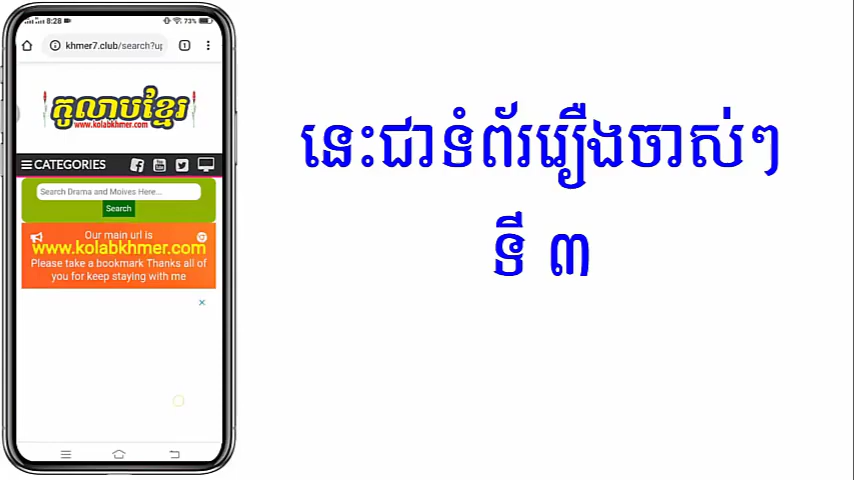 8:28
73%
khmer7.club/search?up
1
កូលាបខ្មែរ
www.kolabkhmer.com
CATEGORIES
Search Drama and Moives Here...
Search
Our main url is
www.kolabkhmer.com
Please take a bookmark Thanks all of
you for keep staying with me
នេះជាទំព័ររឿងចាស់ៗ
ទី ៣